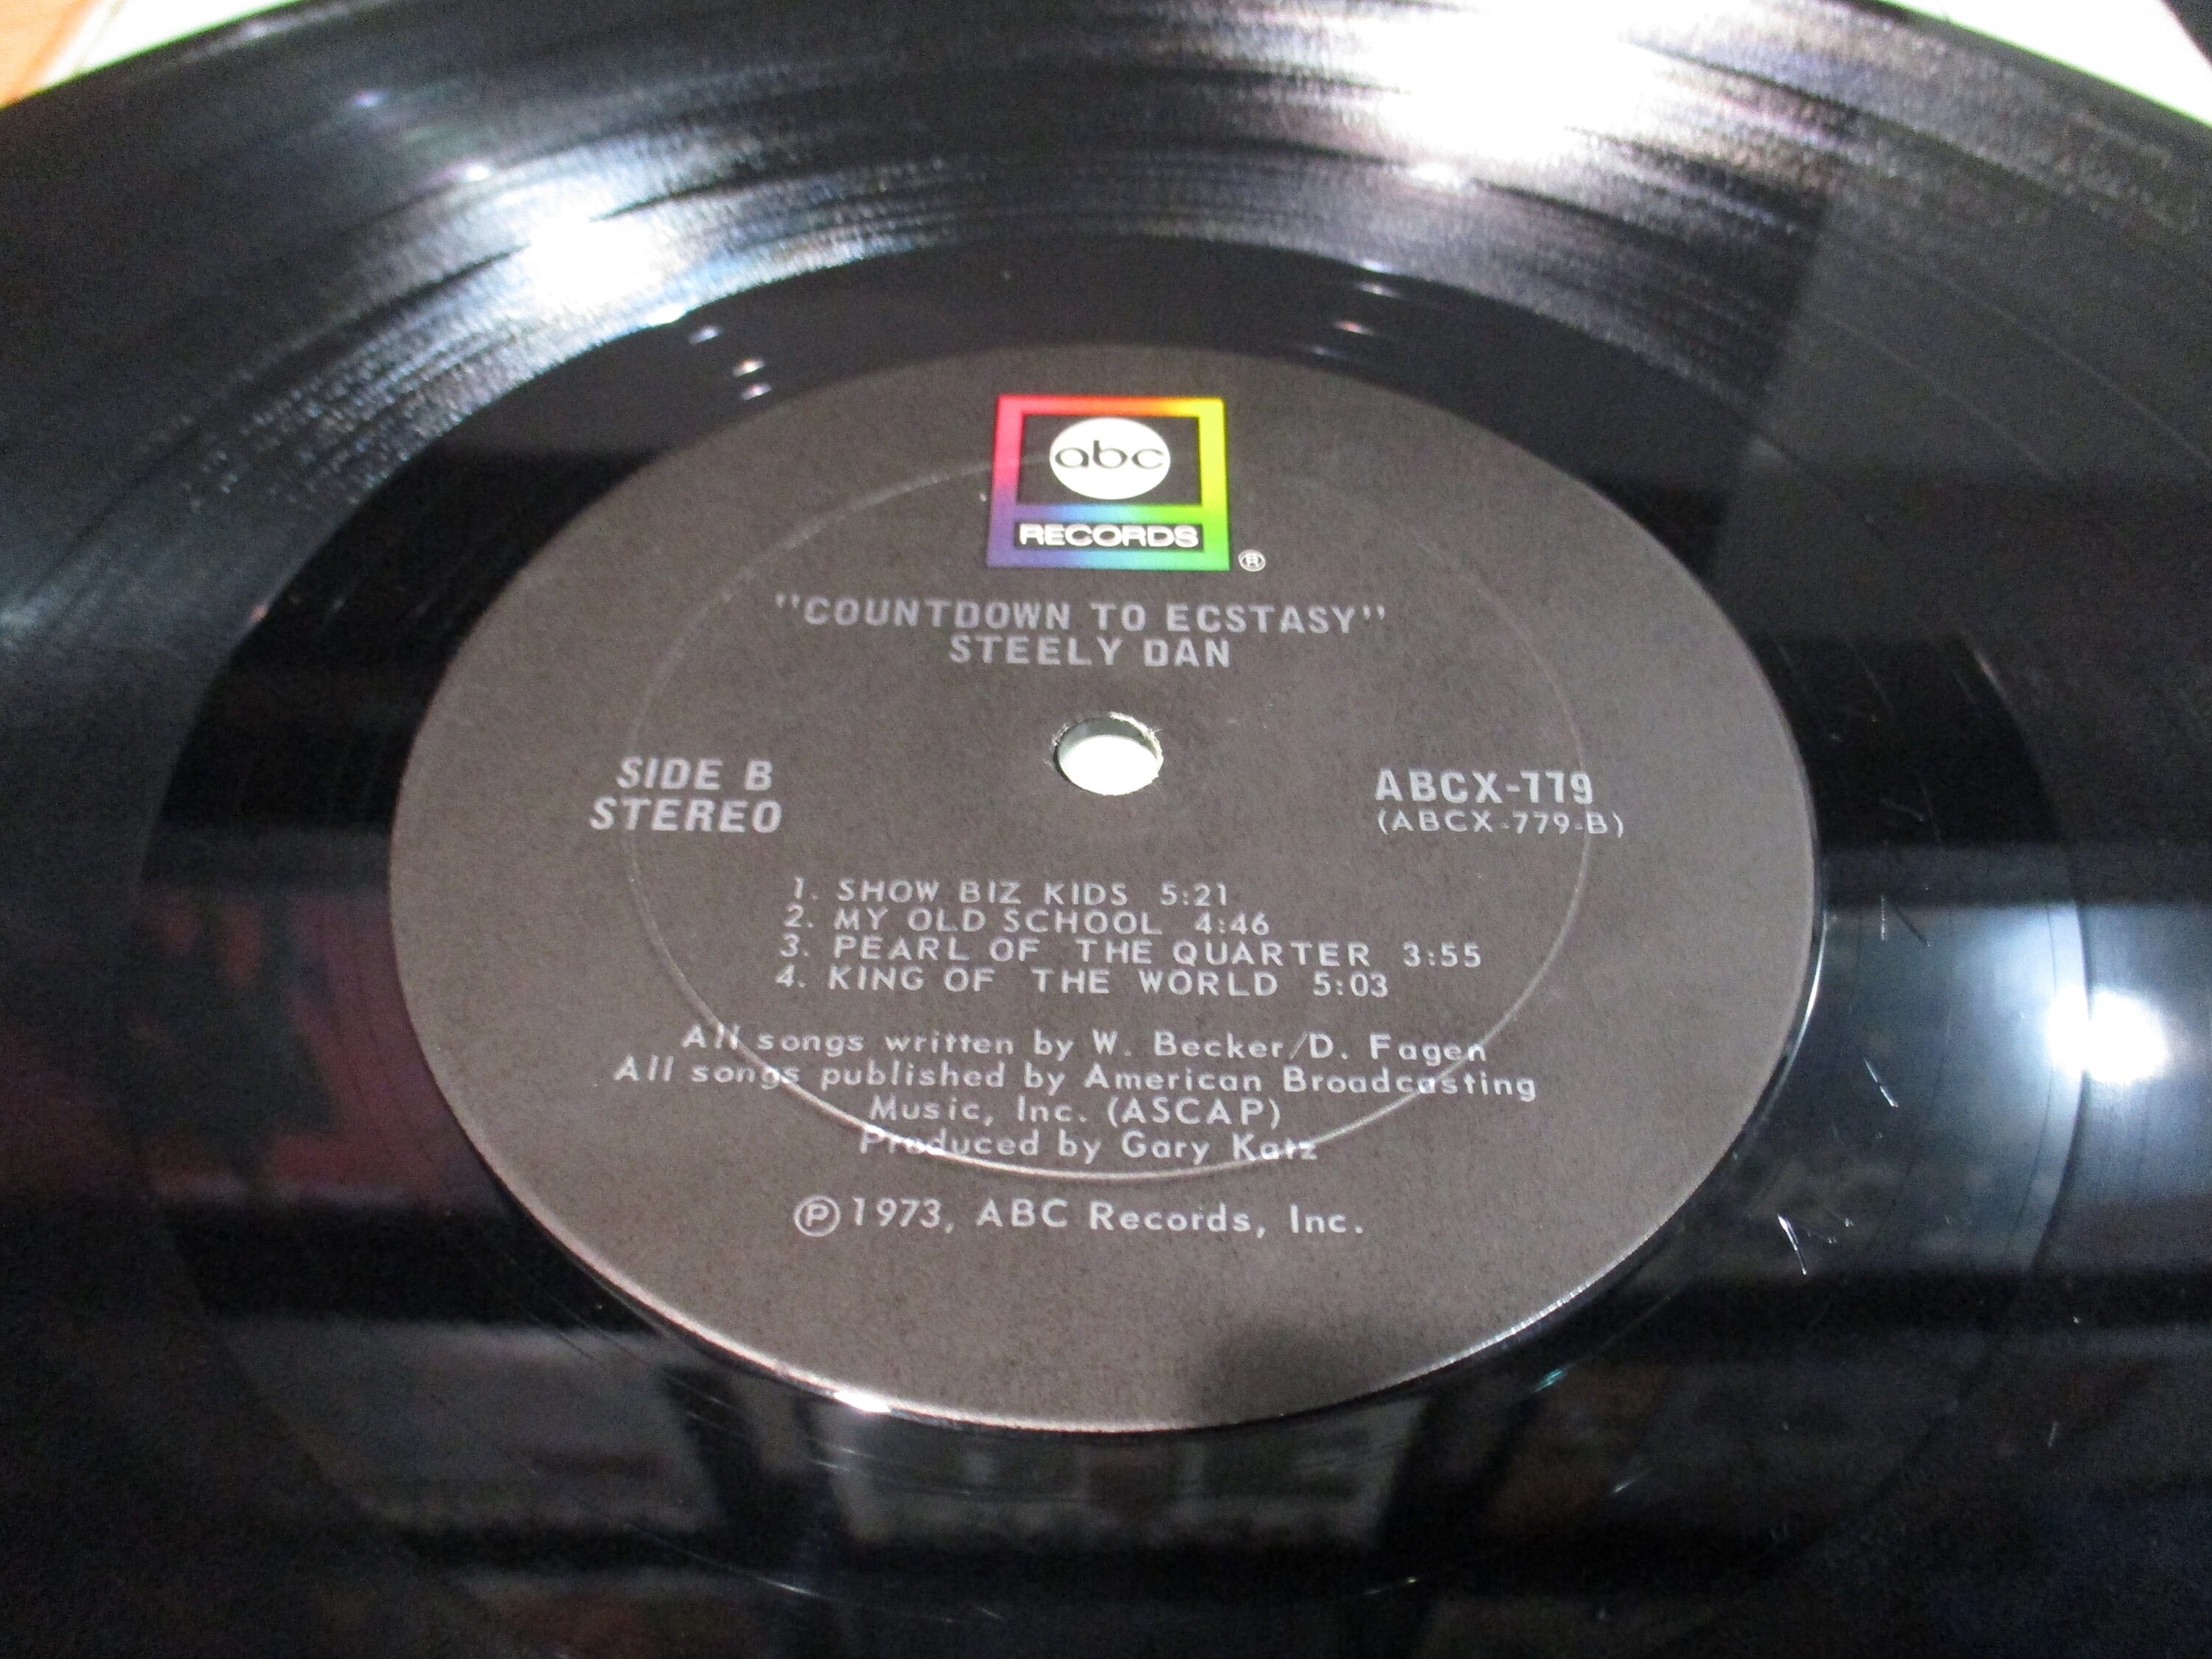 abc
RECORDS
®
"COUNTDOWN TO ECSTASY"
STEELY DAN
SIDE B
STEREO
ABCX-779
(ABCX-779-B)
1. SHOW BIZ KIDS 5:21
2. MY OLD SCHOOL 4:46
3. PEARL OF THE QUARTER 3:55
4. KING OF THE WORLD 5:03
All songs written by W. Becker/D. Fagen
All songs published by American Broadcasting
Music, Inc. (ASCAP)
Produced by Gary Katz
℗1973, ABC Records, Inc.